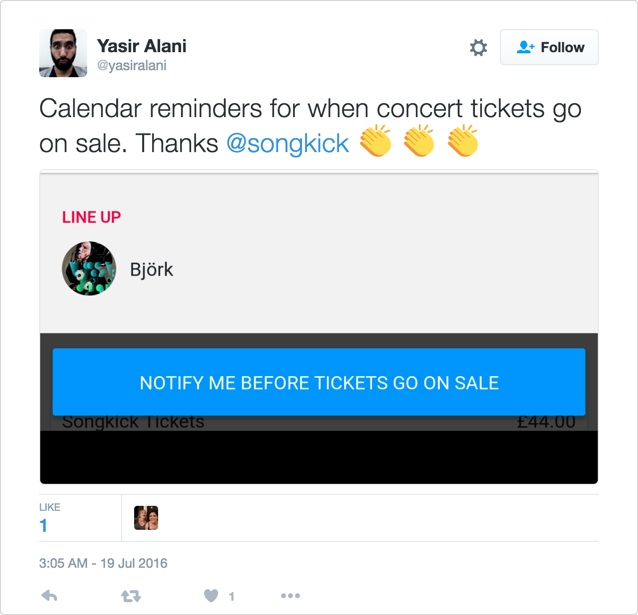 Yasir Alani
@yasiralani
Follow
Calendar reminders for when concert tickets go
on sale. Thanks @songkick 👏 👏 👏
LINE UP
Björk
NOTIFY ME BEFORE TICKETS GO ON SALE
Songkick Tickets £44.00
LIKE
1
3:05 AM - 19 Jul 2016
1